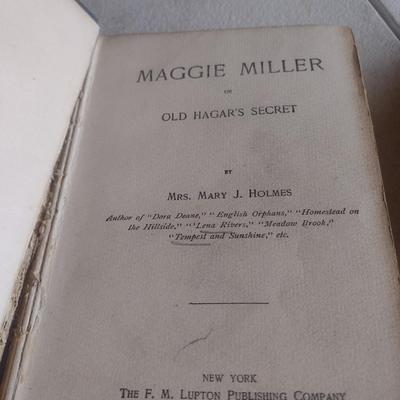 MAGGIE MILLER
OR
OLD HAGAR'S SECRET
BY
MRS. MARY J. HOLMES
Author of "Dora Deane," "English Orphans," "Homestead on
the Hillside," "Lena Rivers," "Meadow Brook,"
"Tempest and Sunshine," etc.
NEW YORK
THE F. M. LUPTON PUBLISHING COMPANY